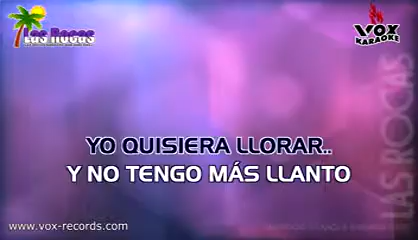 Las Rocas
VOX
KARAOKE
YO QUISIERA LLORAR..
Y NO TENGO MÁS LLANTO
LAS ROCAS
www.vox-records.com